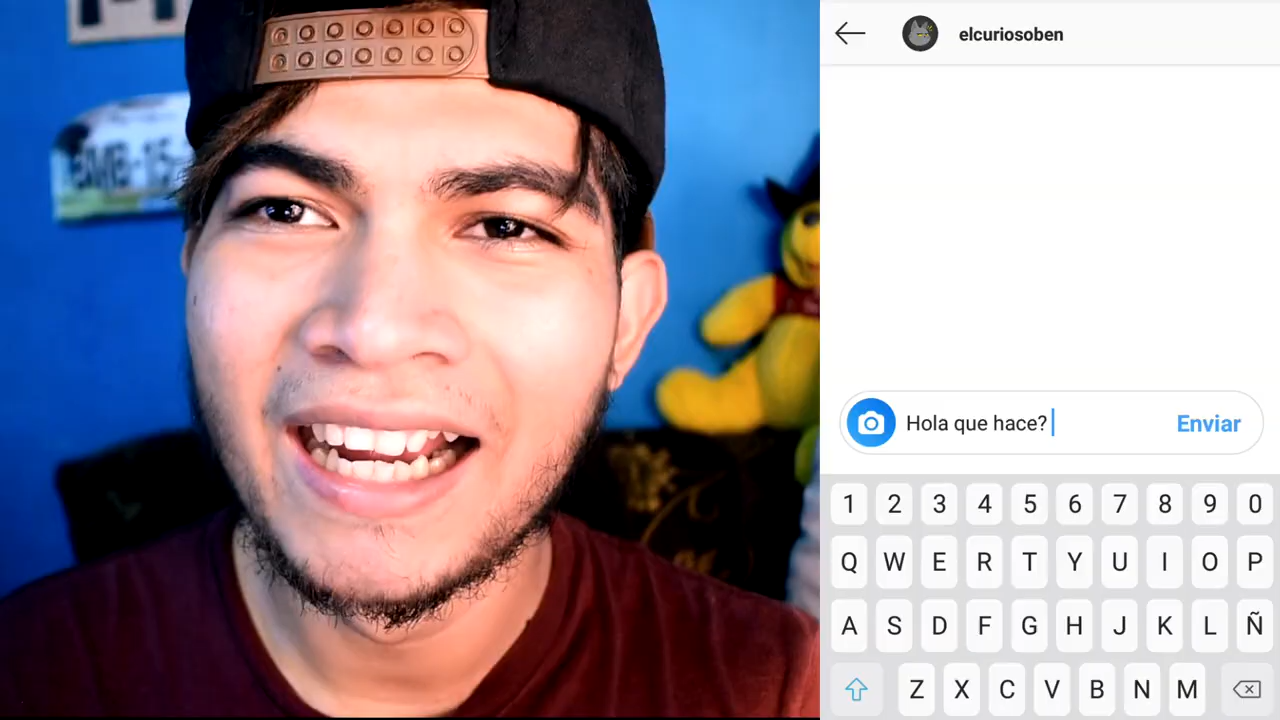 elcuriosoben
Hola que hace?
Enviar
1 2 3 4 5 6 7 8 9 0
Q W E R T Y U I O P
A S D F G H J K L Ñ
Z X C V B N M